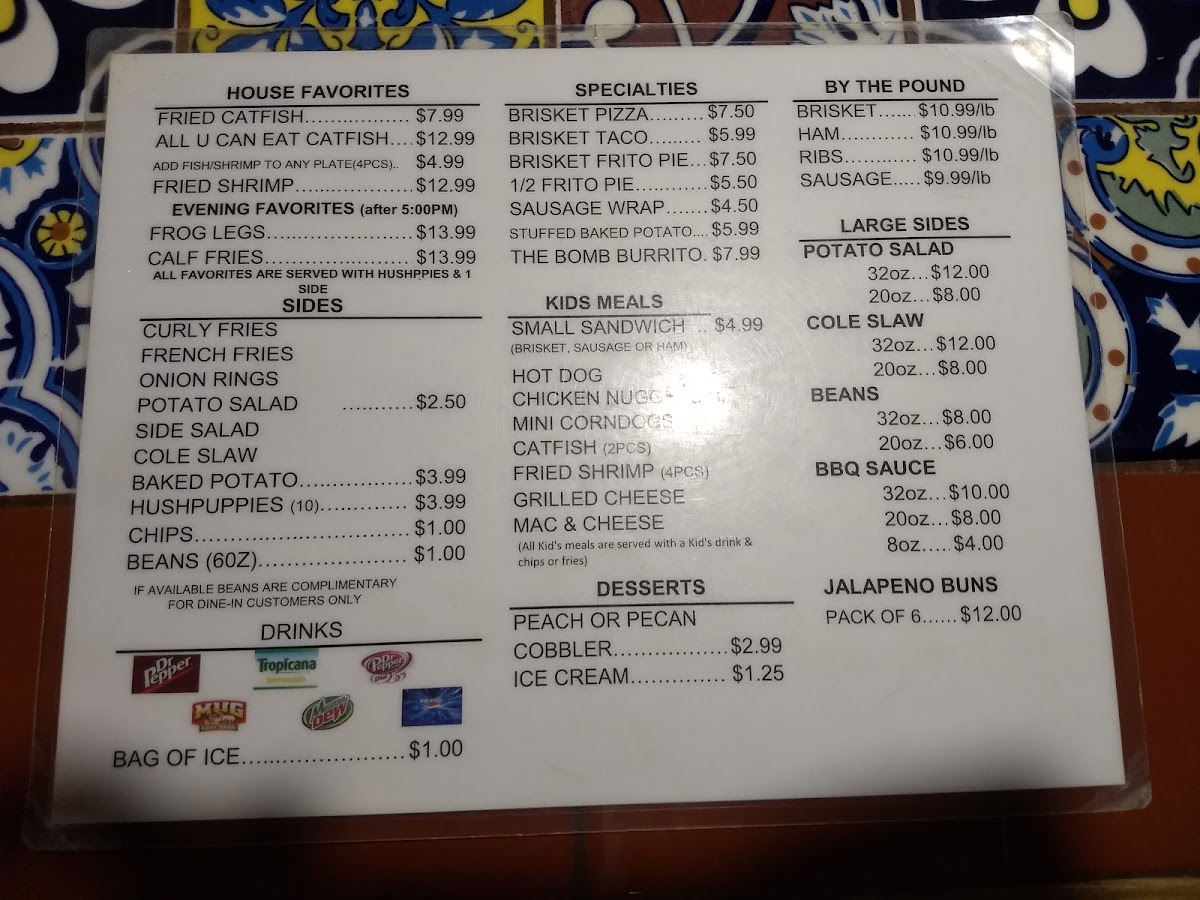 HOUSE FAVORITES
FRIED CATFISH................ $7.99
ALL U CAN EAT CATFISH....$12.99
ADD FISH/SHRIMP TO ANY PLATE(4PCS).. $4.99
FRIED SHRIMP..................$12.99
EVENING FAVORITES (after 5:00PM)
FROG LEGS......................$13.99
CALF FRIES......................$13.99
ALL FAVORITES ARE SERVED WITH HUSHPPIES & 1
SIDE
SIDES
CURLY FRIES
FRENCH FRIES
ONION RINGS
POTATO SALAD ...........$2.50
SIDE SALAD
COLE SLAW
BAKED POTATO.................$3.99
HUSHPUPPIES (10).............. $3.99
CHIPS................................. $1.00
BEANS (6OZ)...................... $1.00
IF AVAILABLE BEANS ARE COMPLIMENTARY
FOR DINE-IN CUSTOMERS ONLY
DRINKS
Dr Pepper
Tropicana
lemonade
Dr Pepper
Diet
MUG
ROOT BEER
Mountain Dew
BAG OF ICE........................$1.00
SPECIALTIES
BRISKET PIZZA......... $7.50
BRISKET TACO......... $5.99
BRISKET FRITO PIE...$7.50
1/2 FRITO PIE............$5.50
SAUSAGE WRAP.......$4.50
STUFFED BAKED POTATO....$5.99
THE BOMB BURRITO. $7.99
KIDS MEALS
SMALL SANDWICH .. $4.99
(BRISKET, SAUSAGE OR HAM)
HOT DOG
CHICKEN
MINI CORNDOGS
CATFISH (2PCS)
FRIED SHRIMP (4PCS)
GRILLED CHEESE
MAC & CHEESE
(All Kid's meals are served with a Kid's drink &
chips or fries)
DESSERTS
PEACH OR PECAN
COBBLER.................$2.99
ICE CREAM.............. $1.25
BY THE POUND
BRISKET....... $10.99/lb
HAM............ $10.99/lb
RIBS............ $10.99/lb
SAUSAGE..... $9.99/lb
LARGE SIDES
POTATO SALAD
32oz...$12.00
20oz...$8.00
COLE SLAW
32oz...$12.00
20oz...$8.00
BEANS
32oz...$8.00
20oz...$6.00
BBQ SAUCE
32oz...$10.00
20oz...$8.00
8oz.....$4.00
JALAPENO BUNS
PACK OF 6......$12.00